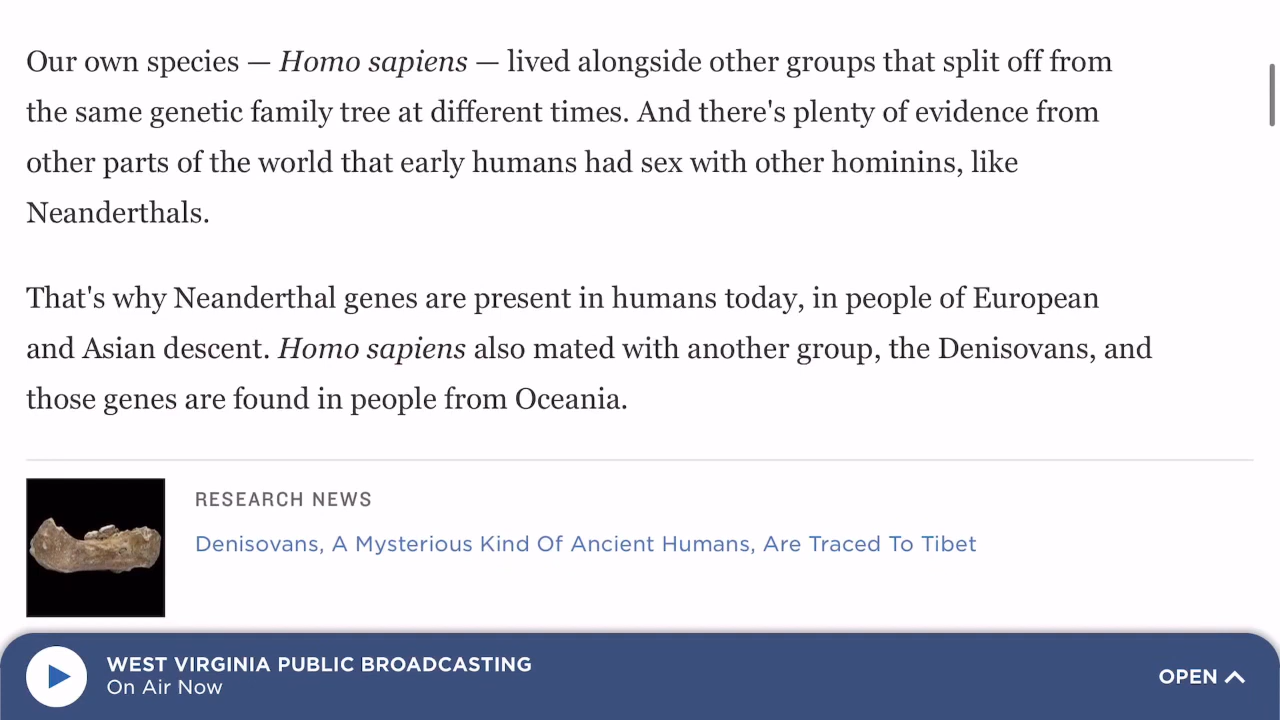 Our own species — Homo sapiens — lived alongside other groups that split off from
the same genetic family tree at different times. And there's plenty of evidence from
other parts of the world that early humans had sex with other hominins, like
Neanderthals.
That's why Neanderthal genes are present in humans today, in people of European
and Asian descent. Homo sapiens also mated with another group, the Denisovans, and
those genes are found in people from Oceania.
RESEARCH NEWS
Denisovans, A Mysterious Kind Of Ancient Humans, Are Traced To Tibet
WEST VIRGINIA PUBLIC BROADCASTING
On Air Now
OPEN